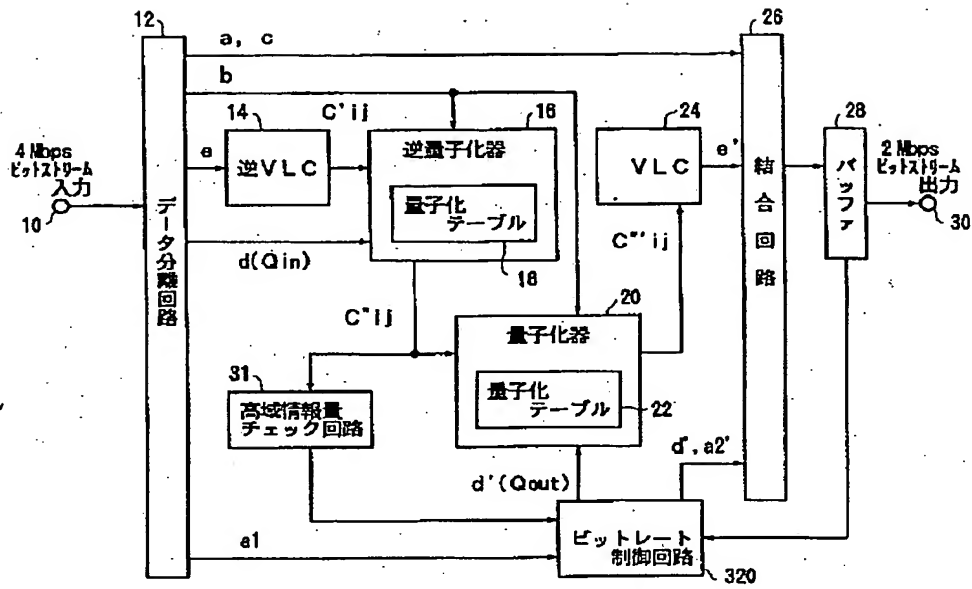 12
26
a, c
b
C'ij
14
16
24
28
4 Mbps
ビットストリーム
入力
10
e
逆VLC
逆量子化器
量子化
テーブル
18
VLC
e'
2 Mbps
ビットストリーム
出力
30
データ分離回路
結合回路
バッファ
d(Qin)
C"'ij
C"ij
20
量子化器
量子化
テーブル
22
31
高域情報量
チェック回路
d'(Qout)
d',a2'
a1
ビットレート
制御回路
320